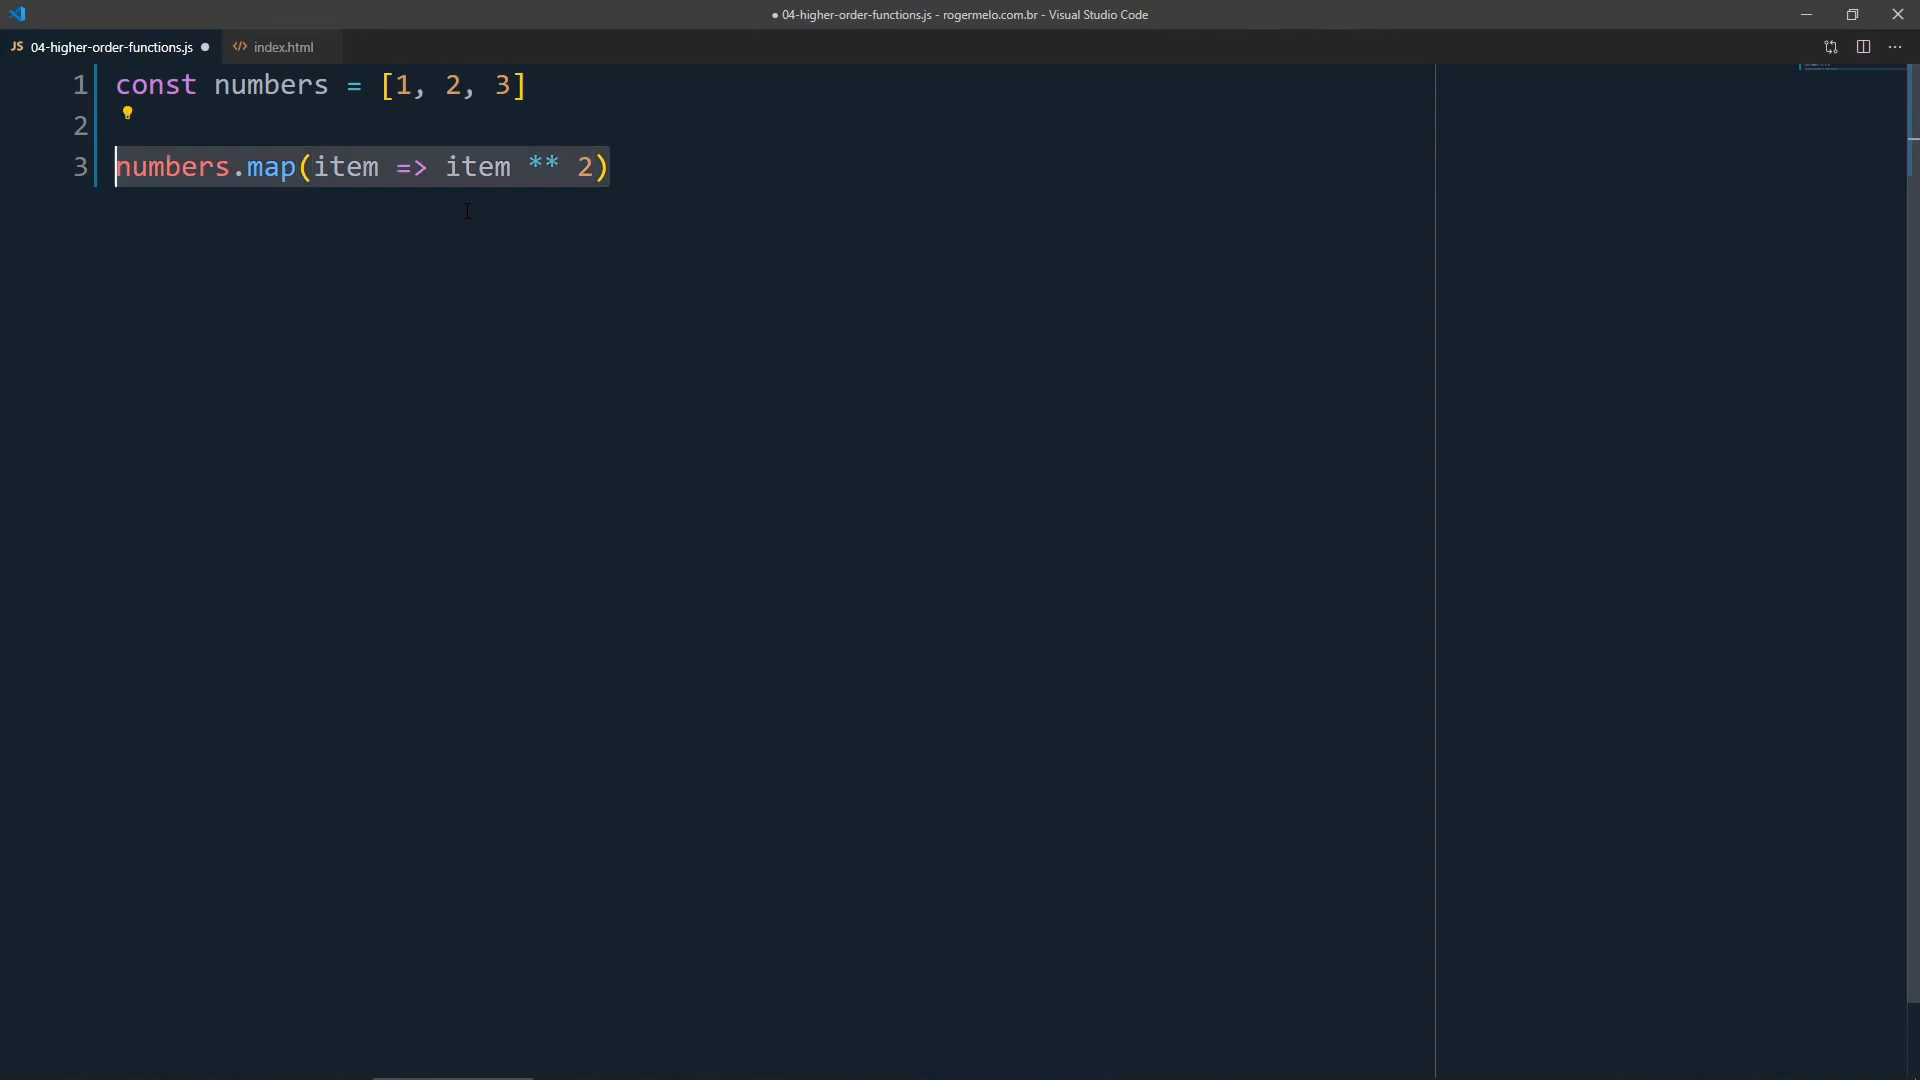 ● 04-higher-order-functions.js - rogermelo.com.br - Visual Studio Code
JS 04-higher-order-functions.js ●
index.html
1 const numbers = [1, 2, 3]
2
3 numbers.map(item => item ** 2)